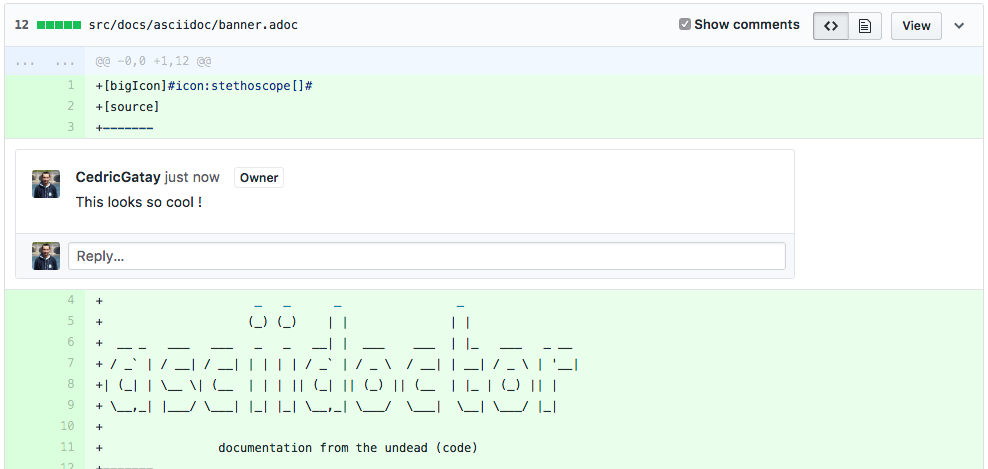 12 src/docs/asciidoc/banner.adoc Show comments <> View
... ... @@ -0,0 +1,12 @@
1 +[bigIcon]#icon:stethoscope[]#
2 +[source]
3 +-------
CedricGatay just now Owner
This looks so cool !
Reply...
4 +                     _   _      _                _
5 +                    (_) (_)    | |              | |
6 +  __ _   ___   ___   _   _   __| |  ___    ___  | |_   ___   _ __
7 + / _` | / __| / __| | | | | / _` | / _ \  / __| | __| / _ \ | '__|
8 +| (_| | \__ \| (__  | | | || (_| || (_) || (__  | |_ | (_) || |
9 + \__,_| |___/ \___| |_| |_| \__,_| \___/  \___|  \__| \___/ |_|
10 +
11 +                documentation from the undead (code)
12 +-------